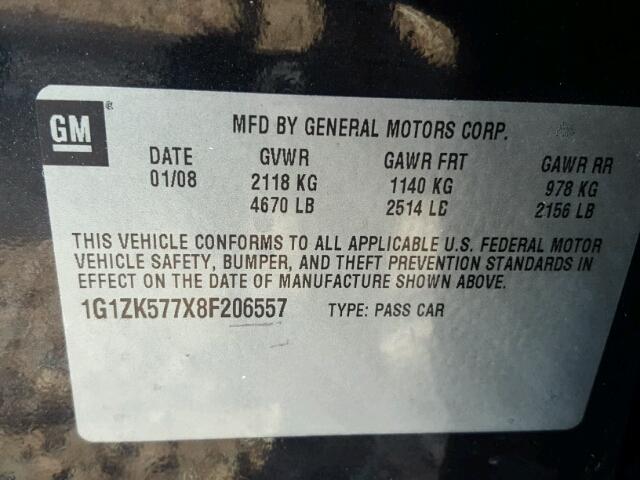 GM ®
MFD BY GENERAL MOTORS CORP.
DATE GVWR GAWR FRT GAWR RR
01/08 2118 KG 1140 KG 978 KG
4670 LB 2514 LB 2156 LB
THIS VEHICLE CONFORMS TO ALL APPLICABLE U.S. FEDERAL MOTOR
VEHICLE SAFETY, BUMPER, AND THEFT PREVENTION STANDARDS IN
EFFECT ON THE DATE OF MANUFACTURE SHOWN ABOVE.
1G1ZK577X8F206557 TYPE: PASS CAR